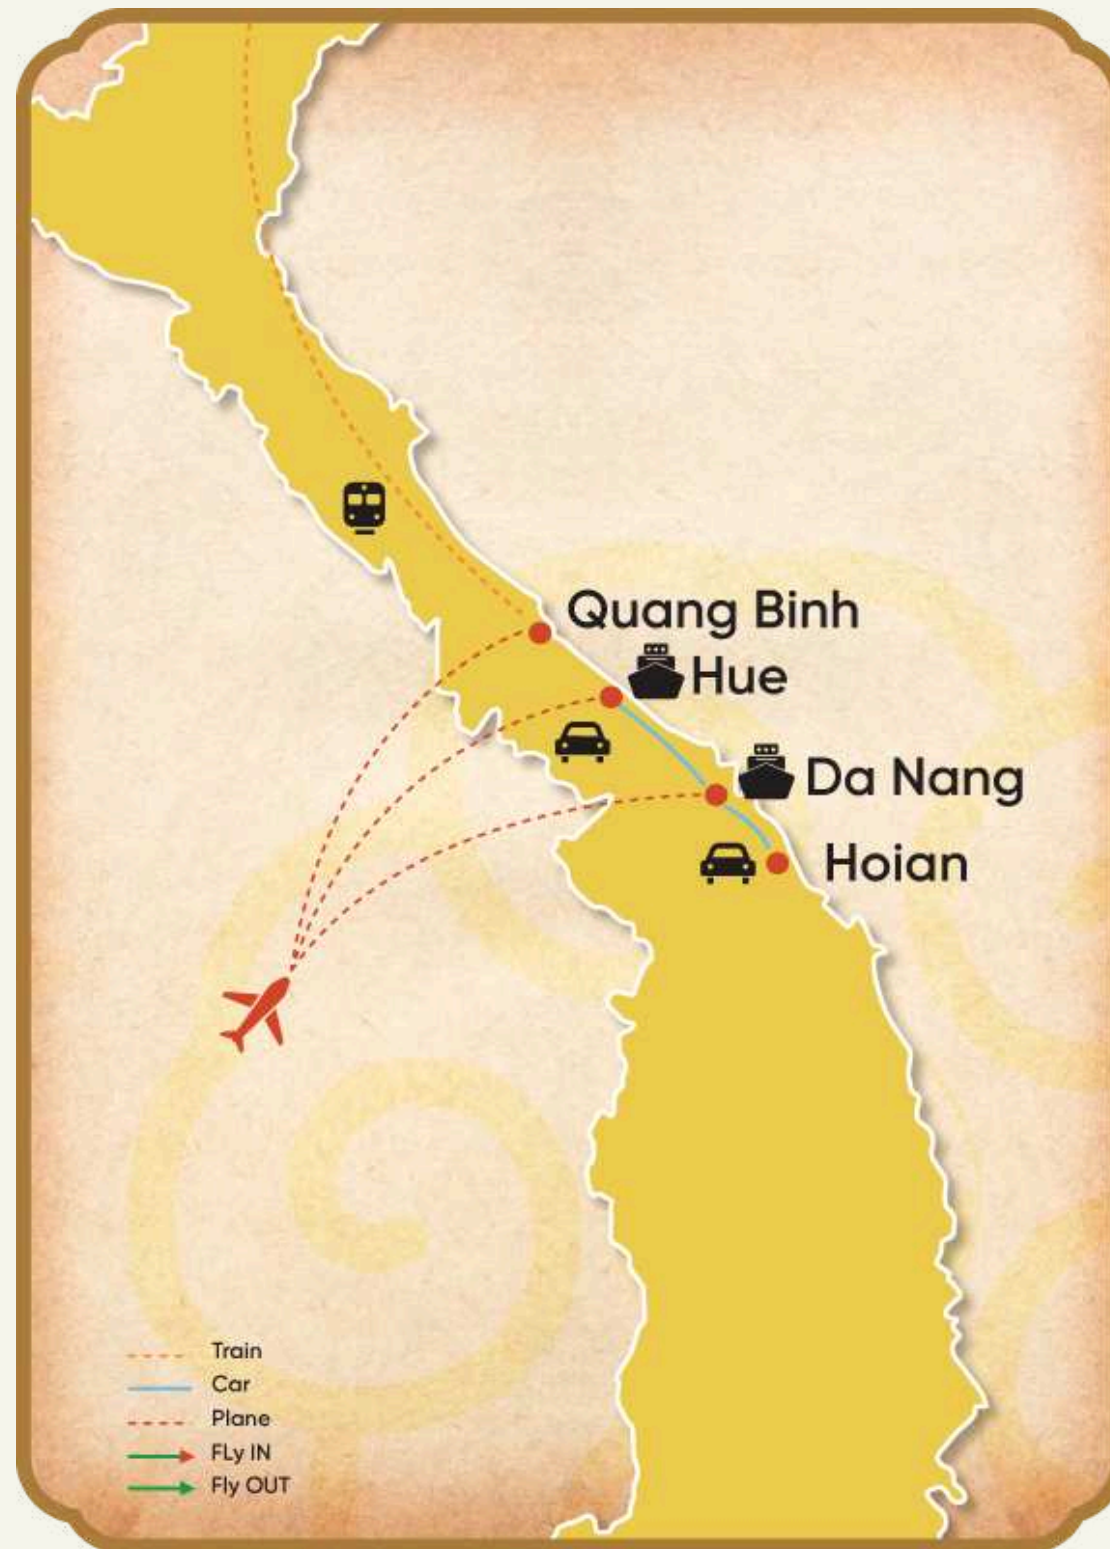 Quang Binh
Hue
Da Nang
Hoian
Train
Car
Plane
FLy IN
Fly OUT